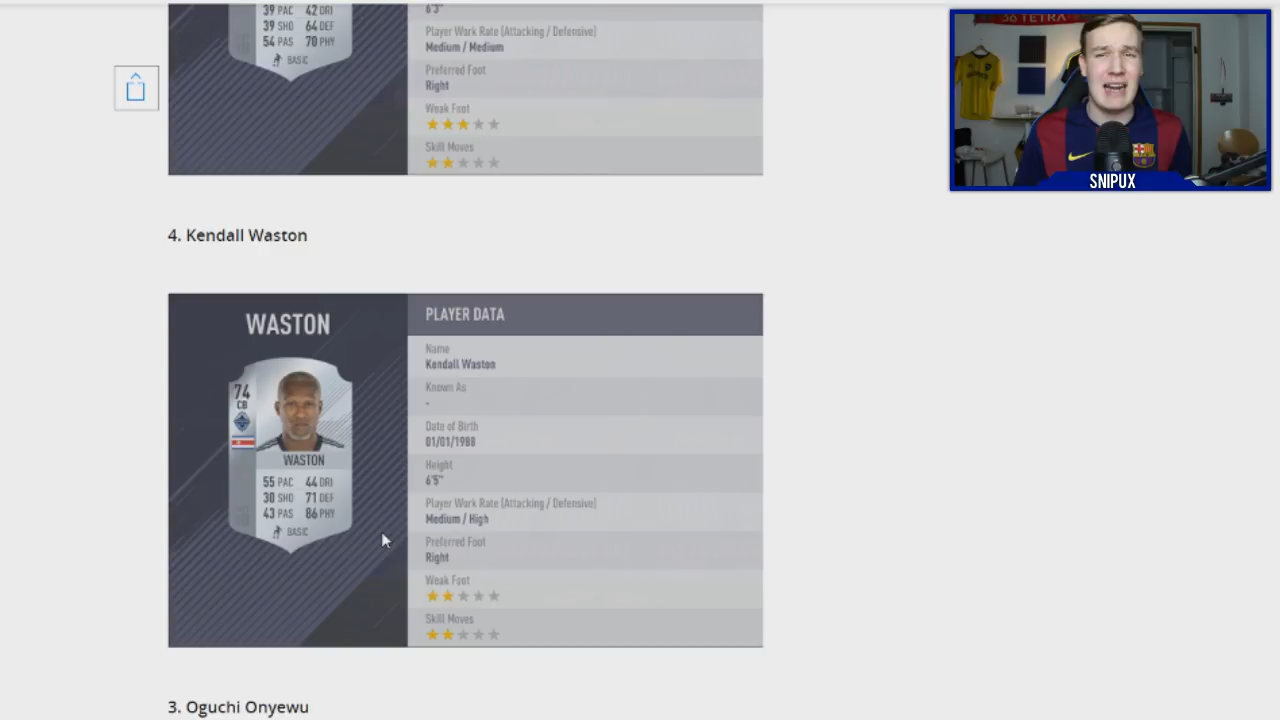 39 PAC 42 DRI
39 SHO 64 DEF
54 PAS 70 PHY
BASIC
6'3"
Player Work Rate (Attacking / Defensive)
Medium / Medium
Preferred Foot
Right
Weak Foot
Skill Moves
SNIPUX
4. Kendall Waston
WASTON
74
CB
WASTON
55 PAC 44 DRI
30 SHO 71 DEF
43 PAS 86 PHY
BASIC
PLAYER DATA
Name
Kendall Waston
Known As
-
Date of Birth
01/01/1988
Height
6'5"
Player Work Rate (Attacking / Defensive)
Medium / High
Preferred Foot
Right
Weak Foot
Skill Moves
3. Oguchi Onyewu